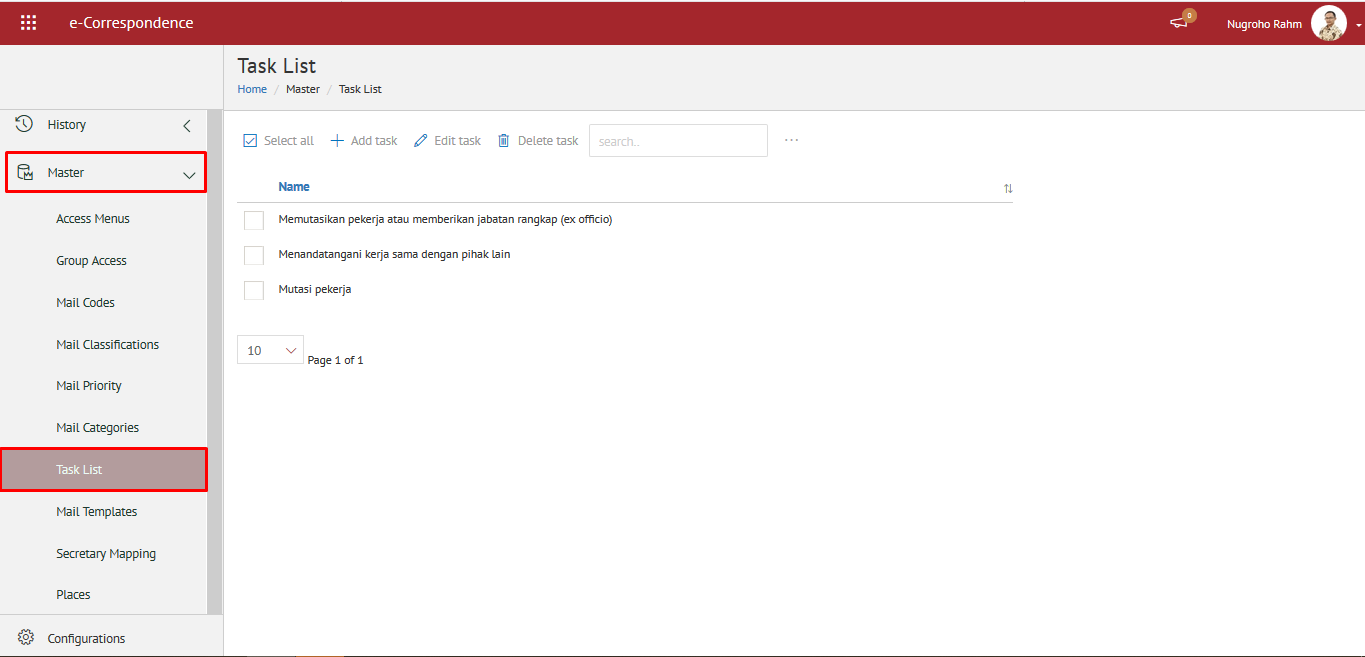 e-Correspondence
0
Nugroho Rahm
Task List
Home / Master / Task List
History
Master
Access Menus
Group Access
Mail Codes
Mail Classifications
Mail Priority
Mail Categories
Task List
Mail Templates
Secretary Mapping
Places
Configurations
Select all
Add task
Edit task
Delete task
search..
...
Name
Memutasikan pekerja atau memberikan jabatan rangkap (ex officio)
Menandatangani kerja sama dengan pihak lain
Mutasi pekerja
10
Page 1 of 1